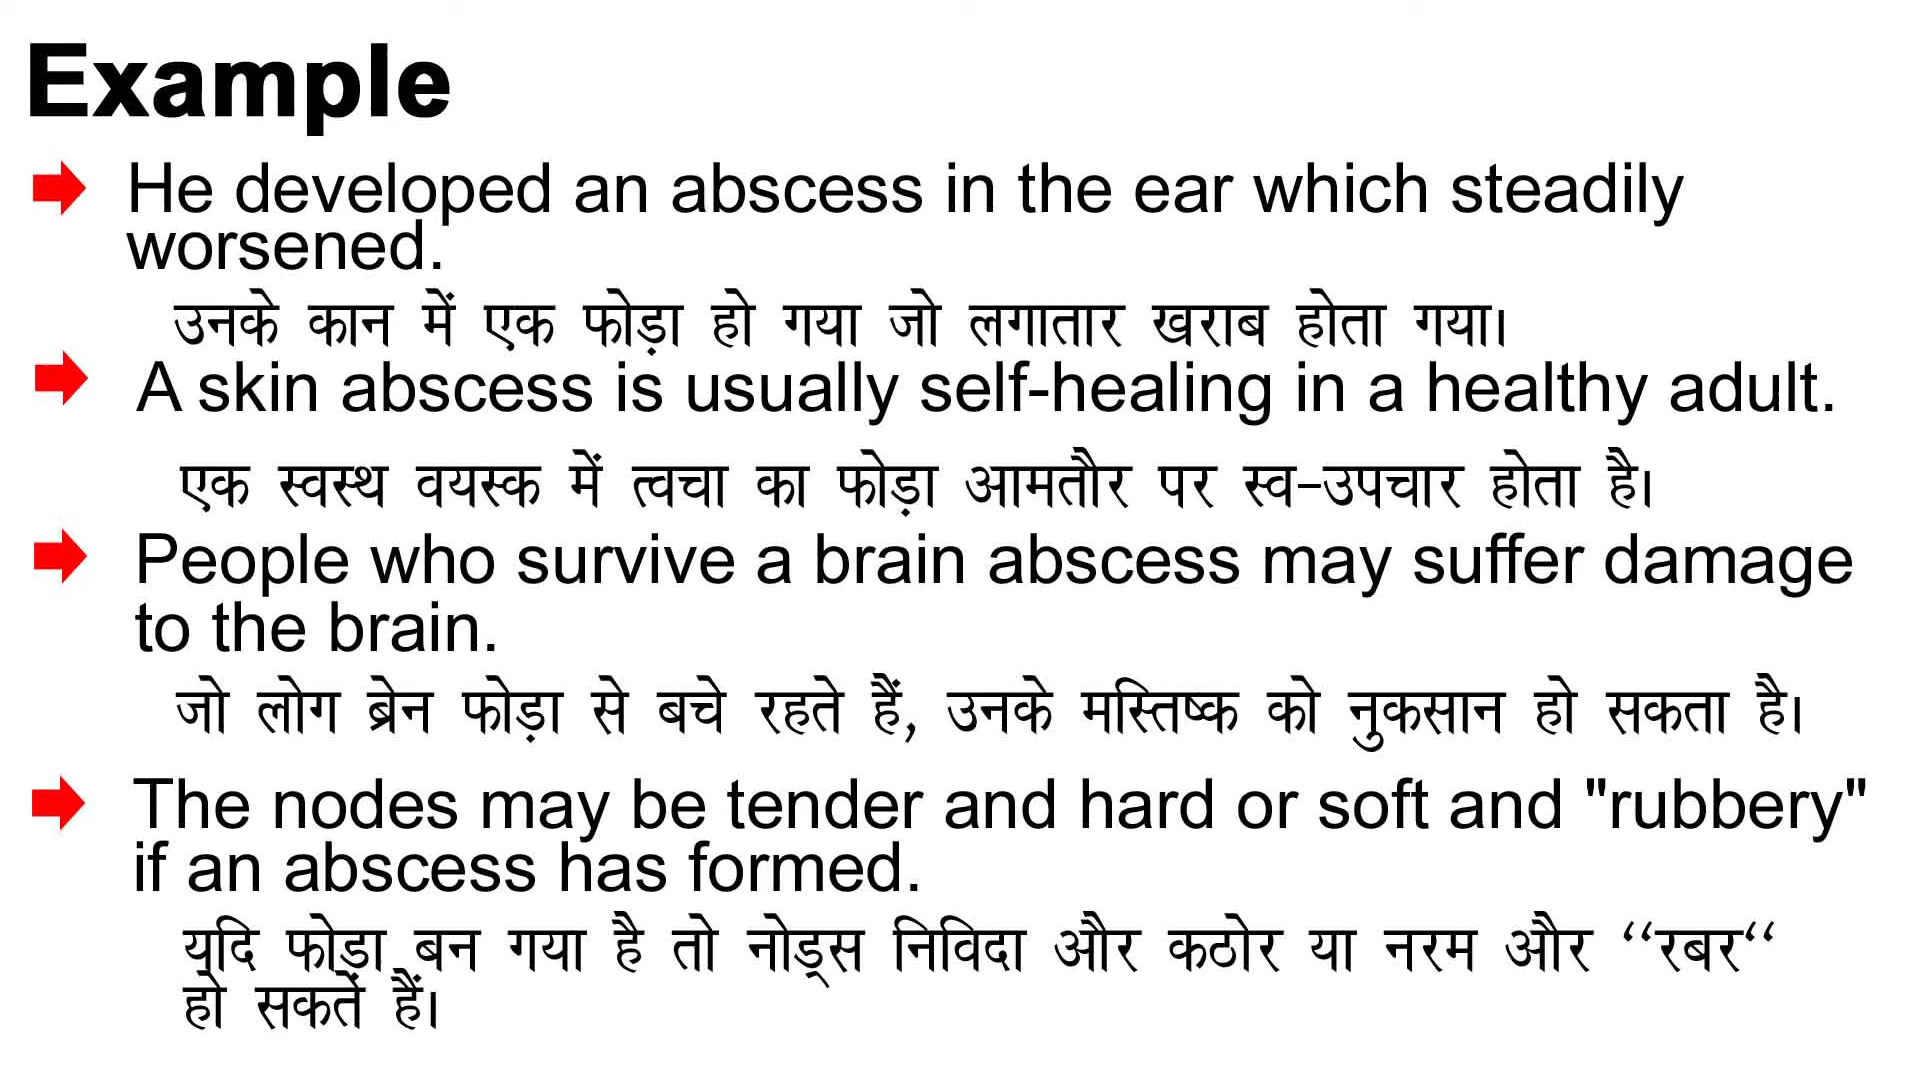 Example
He developed an abscess in the ear which steadily
worsened.
उनके कान में एक फोड़ा हो गया जो लगातार खराब होता गया।
A skin abscess is usually self-healing in a healthy adult.
एक स्वस्थ वयस्क में त्वचा का फोड़ा आमतौर पर स्व-उपचार होता है।
People who survive a brain abscess may suffer damage
to the brain.
जो लोग ब्रेन फोड़ा से बचे रहते हैं, उनके मस्तिष्क को नुकसान हो सकता है।
The nodes may be tender and hard or soft and "rubbery"
if an abscess has formed.
यदि फोड़ा बन गया है तो नोड्स निविदा और कठोर या नरम और ‘‘रबर‘‘
हो सकते हैं।